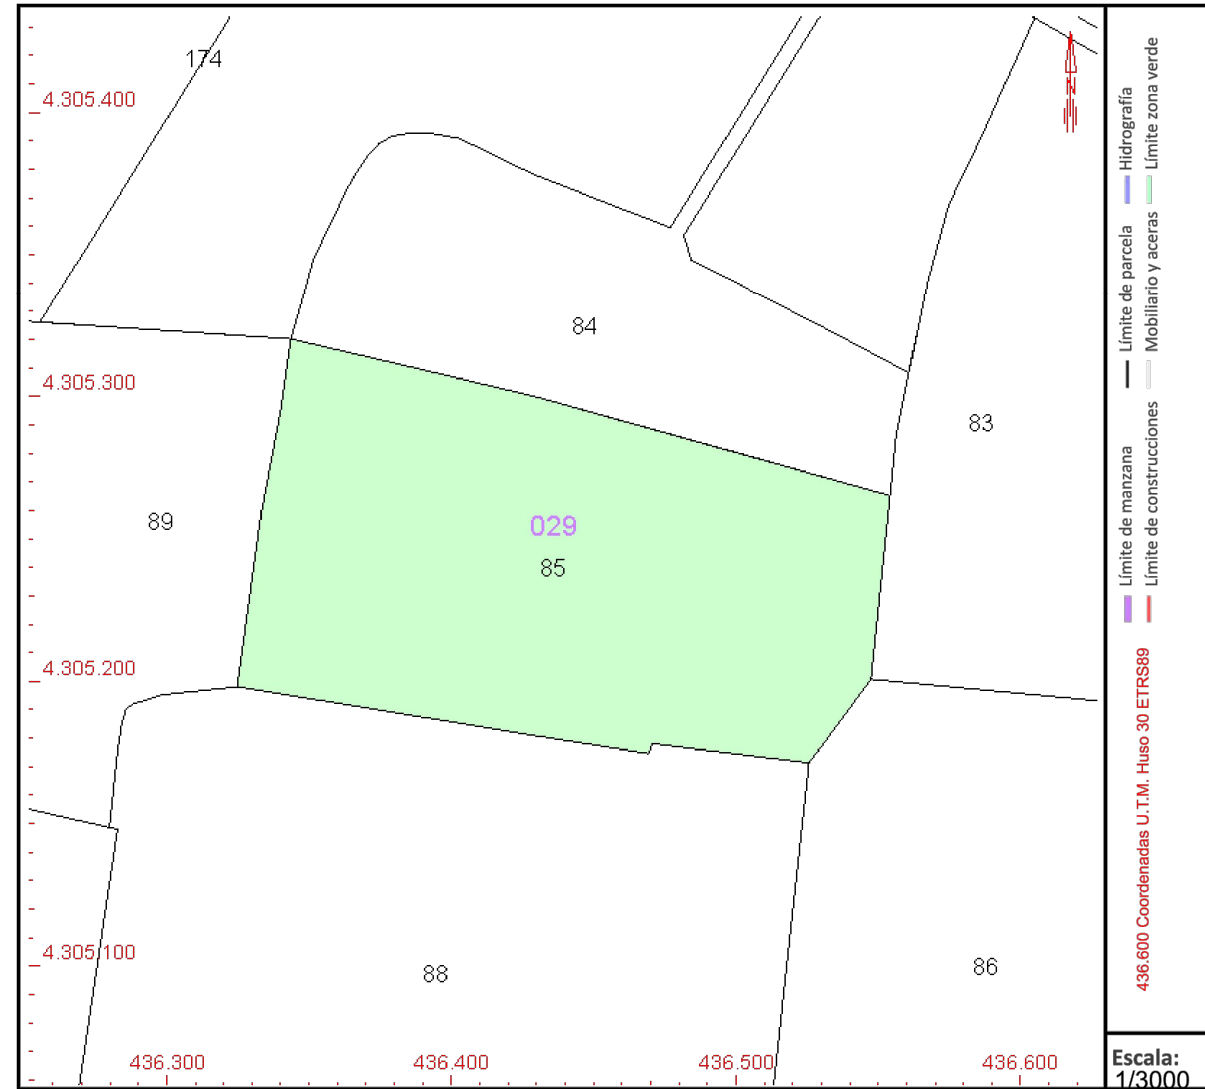 174
4.305.400
84
4.305.300
83
029
89
85
4.305.200
4.305.100
88
86
436.300
436.400
436.500
436.600
Hidrografía
Límite zona verde
Límite de parcela
Mobiliario y aceras
Límite de manzana
Límite de construcciones
436.600 Coordenadas U.T.M. Huso 30 ETRS89
Escala:
1/3000